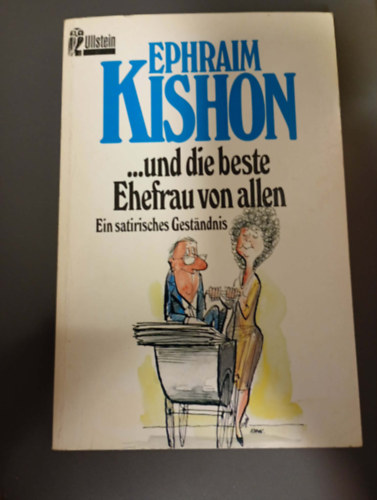 Ullstein
EPHRAIM
KISHON
...und die beste
Ehefrau von allen
Ein satirisches Geständnis